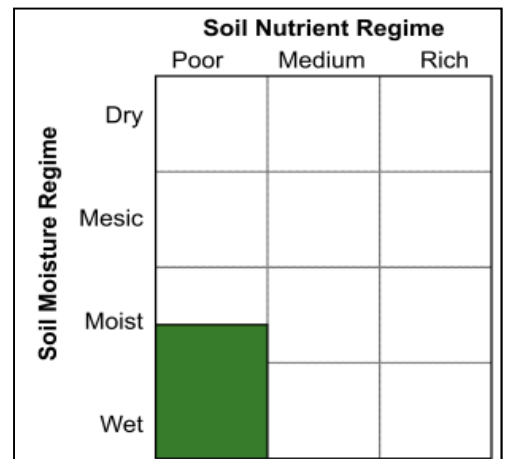 Soil Nutrient Regime
Poor Medium Rich
Soil Moisture Regime
Dry
Mesic
Moist
Wet